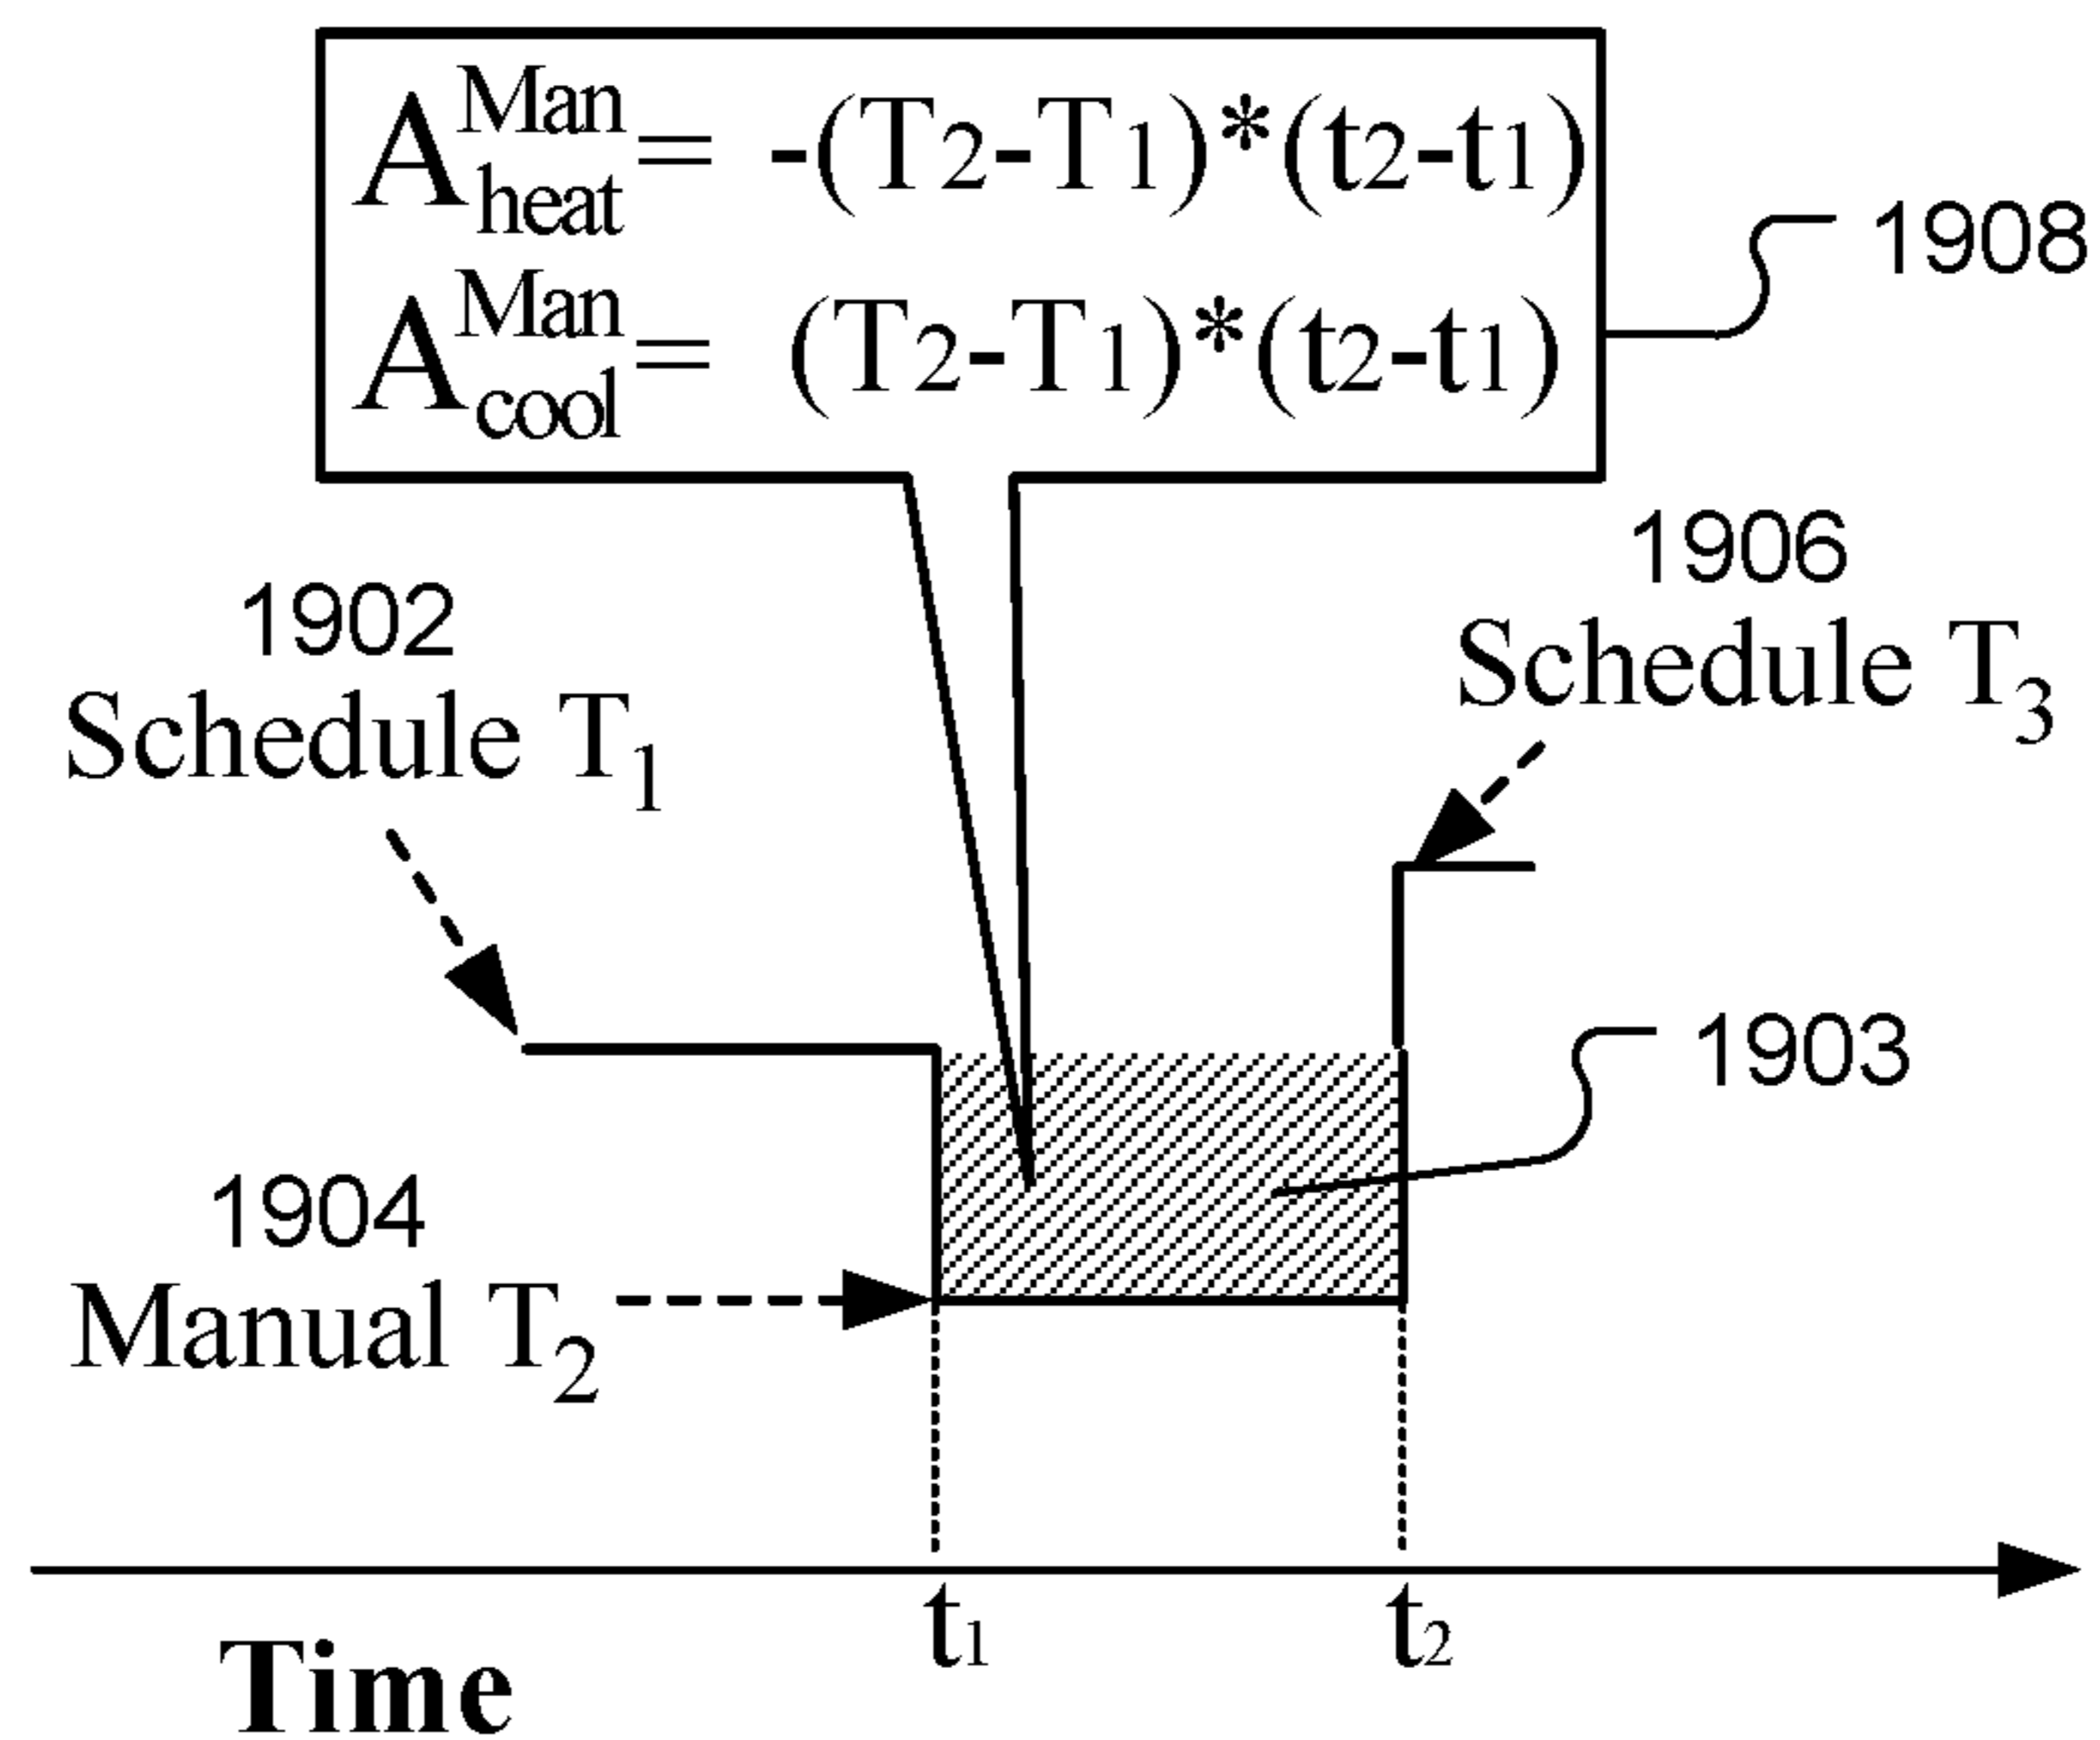 A^Man_heat = -(T2-T1)*(t2-t1)
A^Man_cool = (T2-T1)*(t2-t1)
1908
1906
Schedule T3
1902
Schedule T1
1903
1904
Manual T2
t1
t2
Time